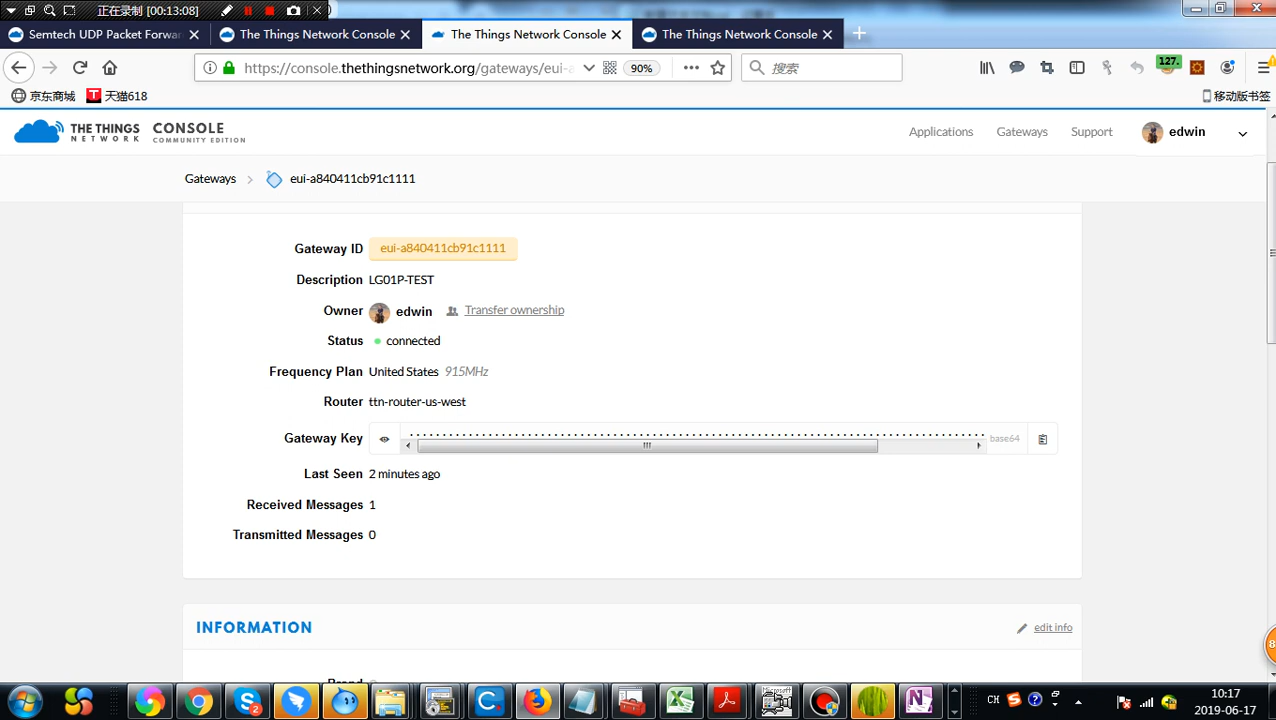 正在录制 [00:13:08]
Semtech UDP Packet Forwa
The Things Network Console
The Things Network Console
The Things Network Console
https://console.thethingsnetwork.org/gateways/eui-a
90%
搜索
127.
京东商城
天猫618
移动版书签
THE THINGS NETWORK
CONSOLE
COMMUNITY EDITION
Applications
Gateways
Support
edwin
Gateways
eui-a840411cb91c1111
Gateway ID eui-a840411cb91c1111
Description LG01P-TEST
Owner edwin Transfer ownership
Status connected
Frequency Plan United States 915MHz
Router ttn-router-us-west
Gateway Key base64
Last Seen 2 minutes ago
Received Messages 1
Transmitted Messages 0
INFORMATION
edit info
Brand
8
2
CH
10:17
2019-06-17